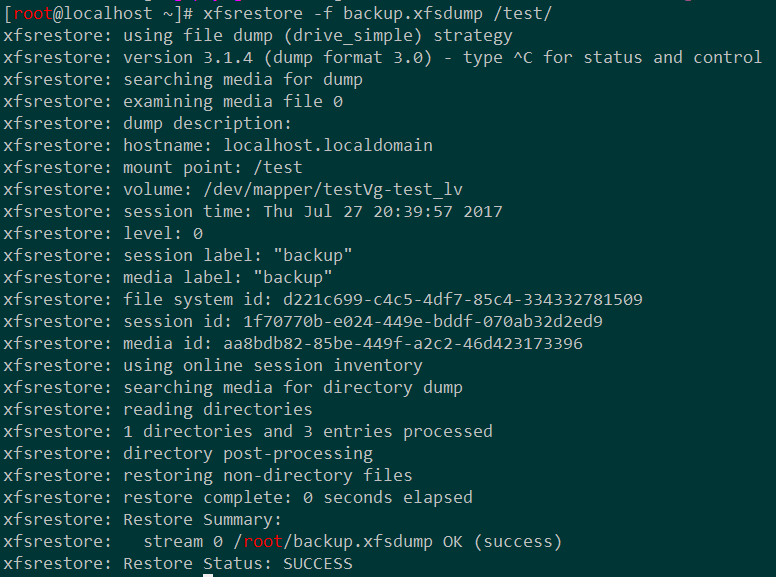 [root@localhost ~]# xfsrestore -f backup.xfsdump /test/
xfsrestore: using file dump (drive_simple) strategy
xfsrestore: version 3.1.4 (dump format 3.0) - type ^C for status and control
xfsrestore: searching media for dump
xfsrestore: examining media file 0
xfsrestore: dump description:
xfsrestore: hostname: localhost.localdomain
xfsrestore: mount point: /test
xfsrestore: volume: /dev/mapper/testVg-test_lv
xfsrestore: session time: Thu Jul 27 20:39:57 2017
xfsrestore: level: 0
xfsrestore: session label: "backup"
xfsrestore: media label: "backup"
xfsrestore: file system id: d221c699-c4c5-4df7-85c4-334332781509
xfsrestore: session id: 1f70770b-e024-449e-bddf-070ab32d2ed9
xfsrestore: media id: aa8bdb82-85be-449f-a2c2-46d423173396
xfsrestore: using online session inventory
xfsrestore: searching media for directory dump
xfsrestore: reading directories
xfsrestore: 1 directories and 3 entries processed
xfsrestore: directory post-processing
xfsrestore: restoring non-directory files
xfsrestore: restore complete: 0 seconds elapsed
xfsrestore: Restore Summary:
xfsrestore:   stream 0 /root/backup.xfsdump OK (success)
xfsrestore: Restore Status: SUCCESS